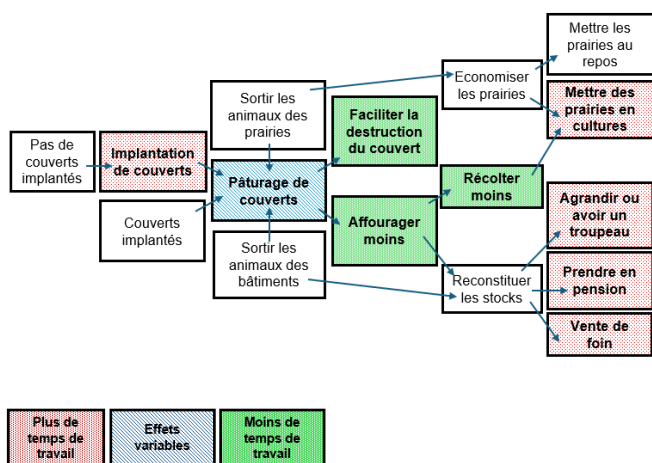 Pas de
couverts
implantés
Implantation
de couverts
Couverts
implantés
Sortir les
animaux des
prairies
Pâturage de
couverts
Sortir les
animaux des
bâtiments
Faciliter la
destruction
du couvert
Affourager
moins
Economiser
les prairies
Récolter
moins
Reconstituer
les stocks
Mettre les
prairies au
repos
Mettre des
prairies en
cultures
Agrandir ou
avoir un
troupeau
Prendre en
pension
Vente de
foin
Plus de
temps de
travail
Effets
variables
Moins de
temps de
travail